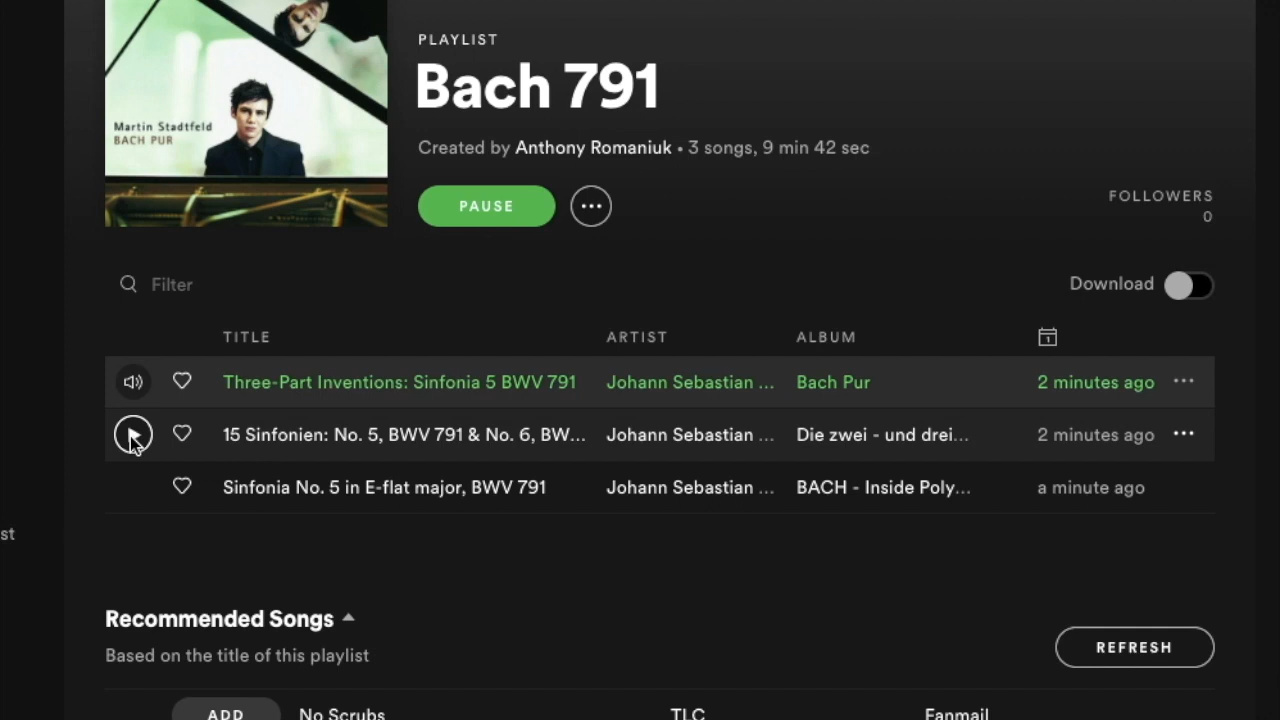 PLAYLIST
Bach 791
Martin Stadtfeld
BACH PUR
Created by Anthony Romaniuk • 3 songs, 9 min 42 sec
PAUSE
FOLLOWERS
0
Filter
Download
TITLE ARTIST ALBUM
Three-Part Inventions: Sinfonia 5 BWV 791 Johann Sebastian ... Bach Pur 2 minutes ago
15 Sinfonien: No. 5, BWV 791 & No. 6, BW... Johann Sebastian ... Die zwei - und drei... 2 minutes ago
Sinfonia No. 5 in E-flat major, BWV 791 Johann Sebastian ... BACH - Inside Poly... a minute ago
st
Recommended Songs
Based on the title of this playlist
REFRESH
ADD No Scrubs TLC Fanmail